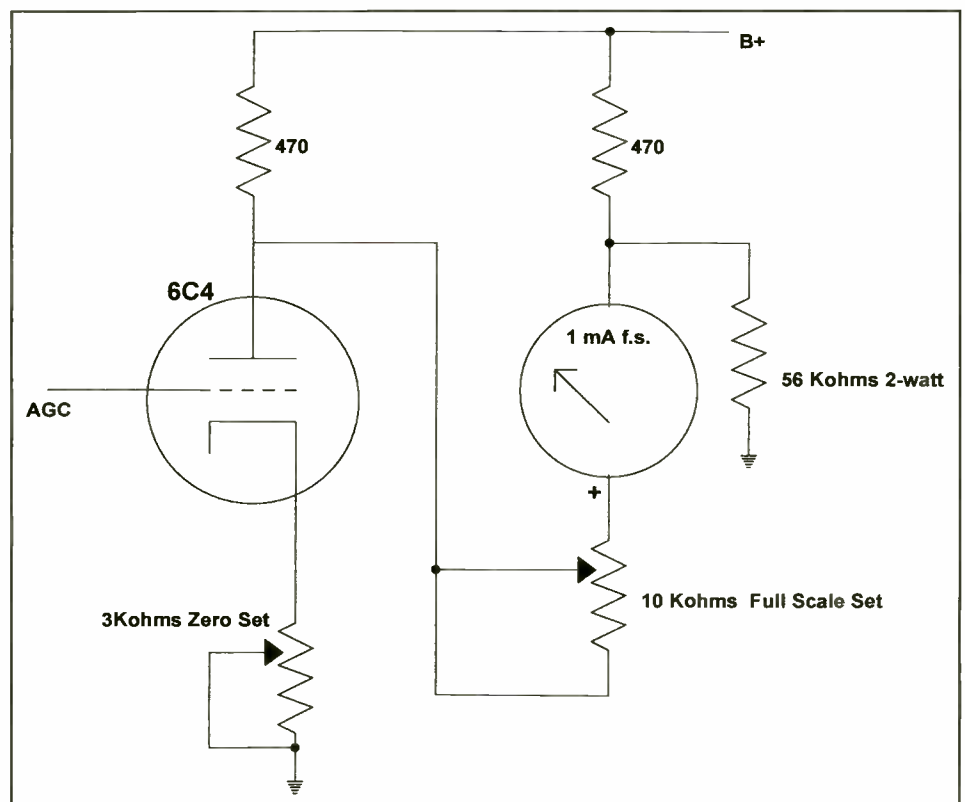 B+
470
470
6C4
1 mA f.s.
56 Kohms 2-watt
AGC
+
10 Kohms Full Scale Set
3Kohms Zero Set